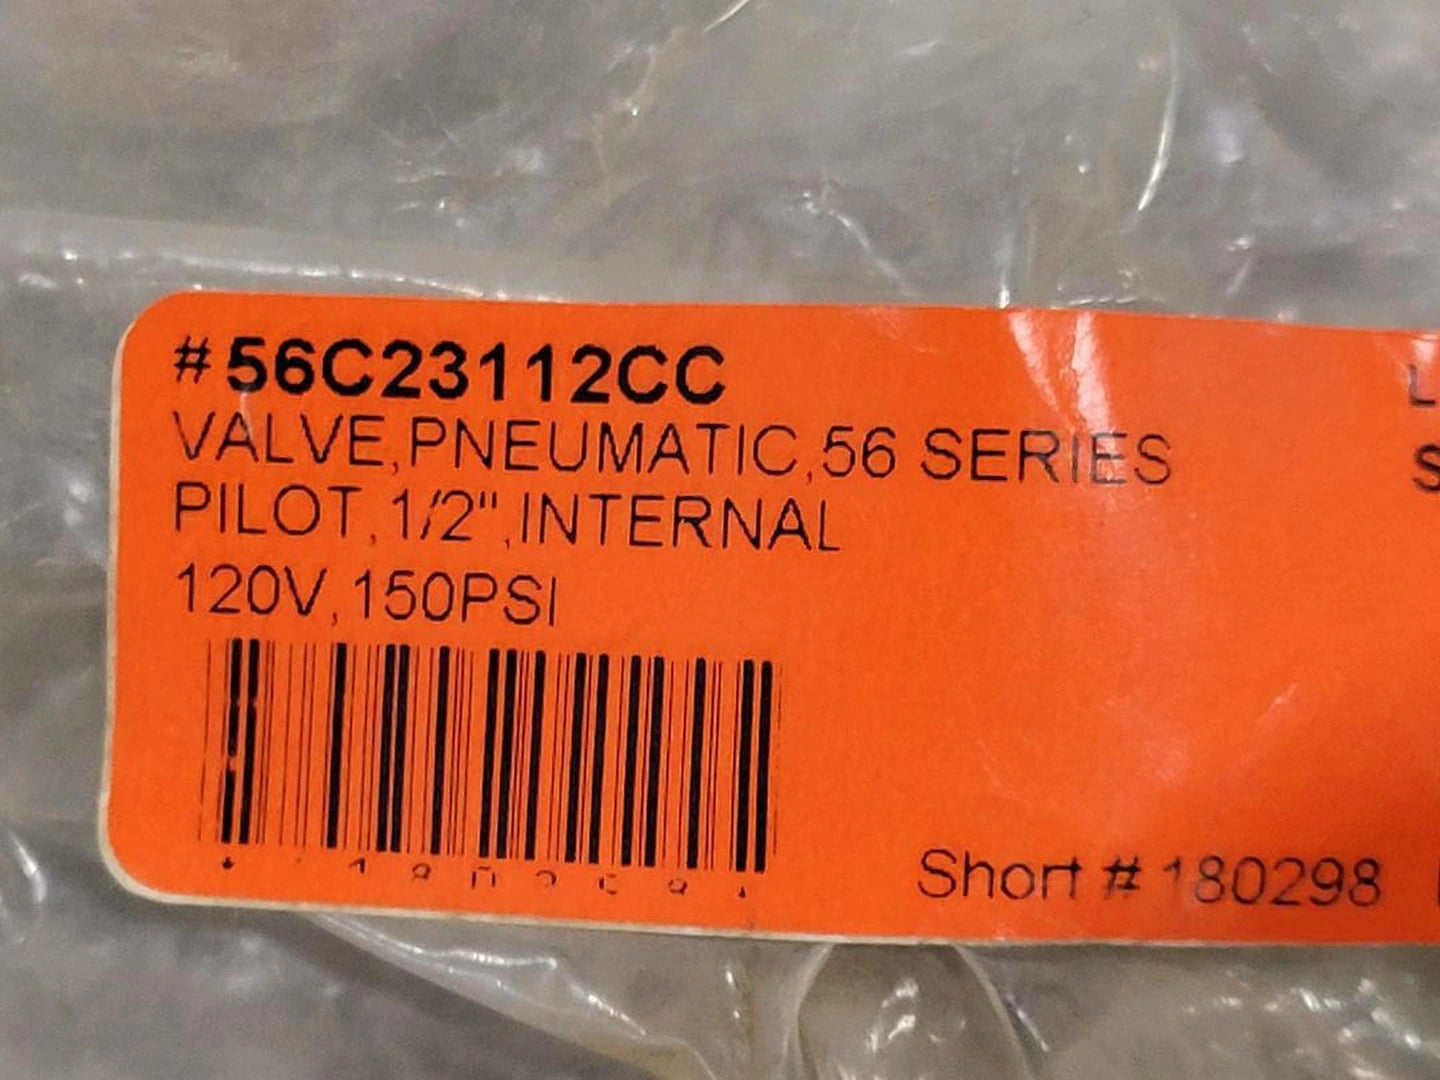 #56C23112CC
VALVE,PNEUMATIC,56 SERIES
PILOT,1/2",INTERNAL
120V,150PSI
Short # 180298